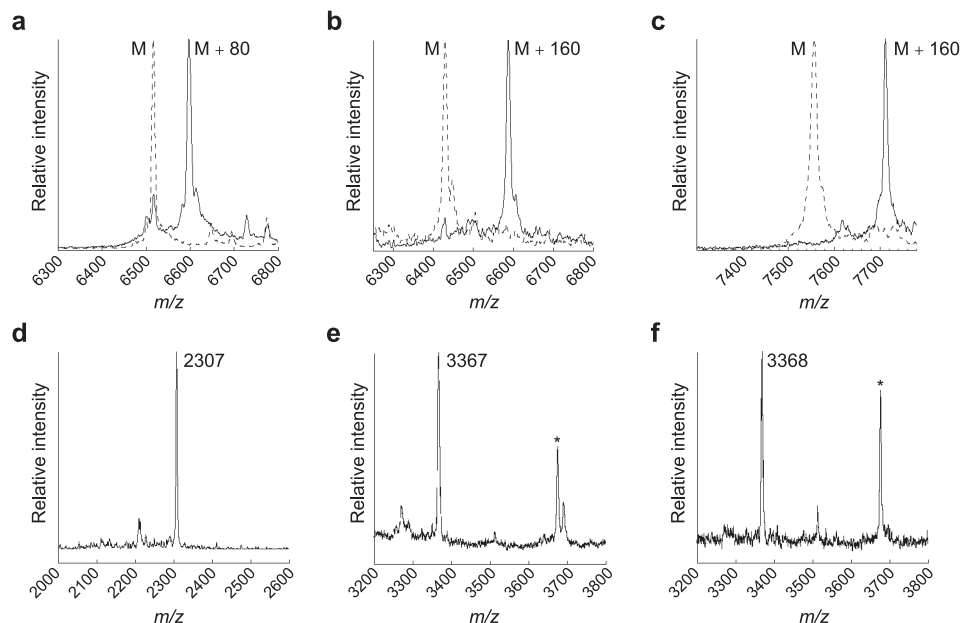 a
b
c
M
M + 80
M
M + 160
M
M + 160
Relative intensity
Relative intensity
Relative intensity
6300
6400
6500
6600
6700
6800
6300
6400
6500
6600
6700
6800
7400
7500
7600
7700
m/z
m/z
m/z
d
e
f
2307
3367
*
3368
*
Relative intensity
Relative intensity
Relative intensity
2000
2100
2200
2300
2400
2500
2600
3200
3300
3400
3500
3600
3700
3800
3200
3300
3400
3500
3600
3700
3800
m/z
m/z
m/z